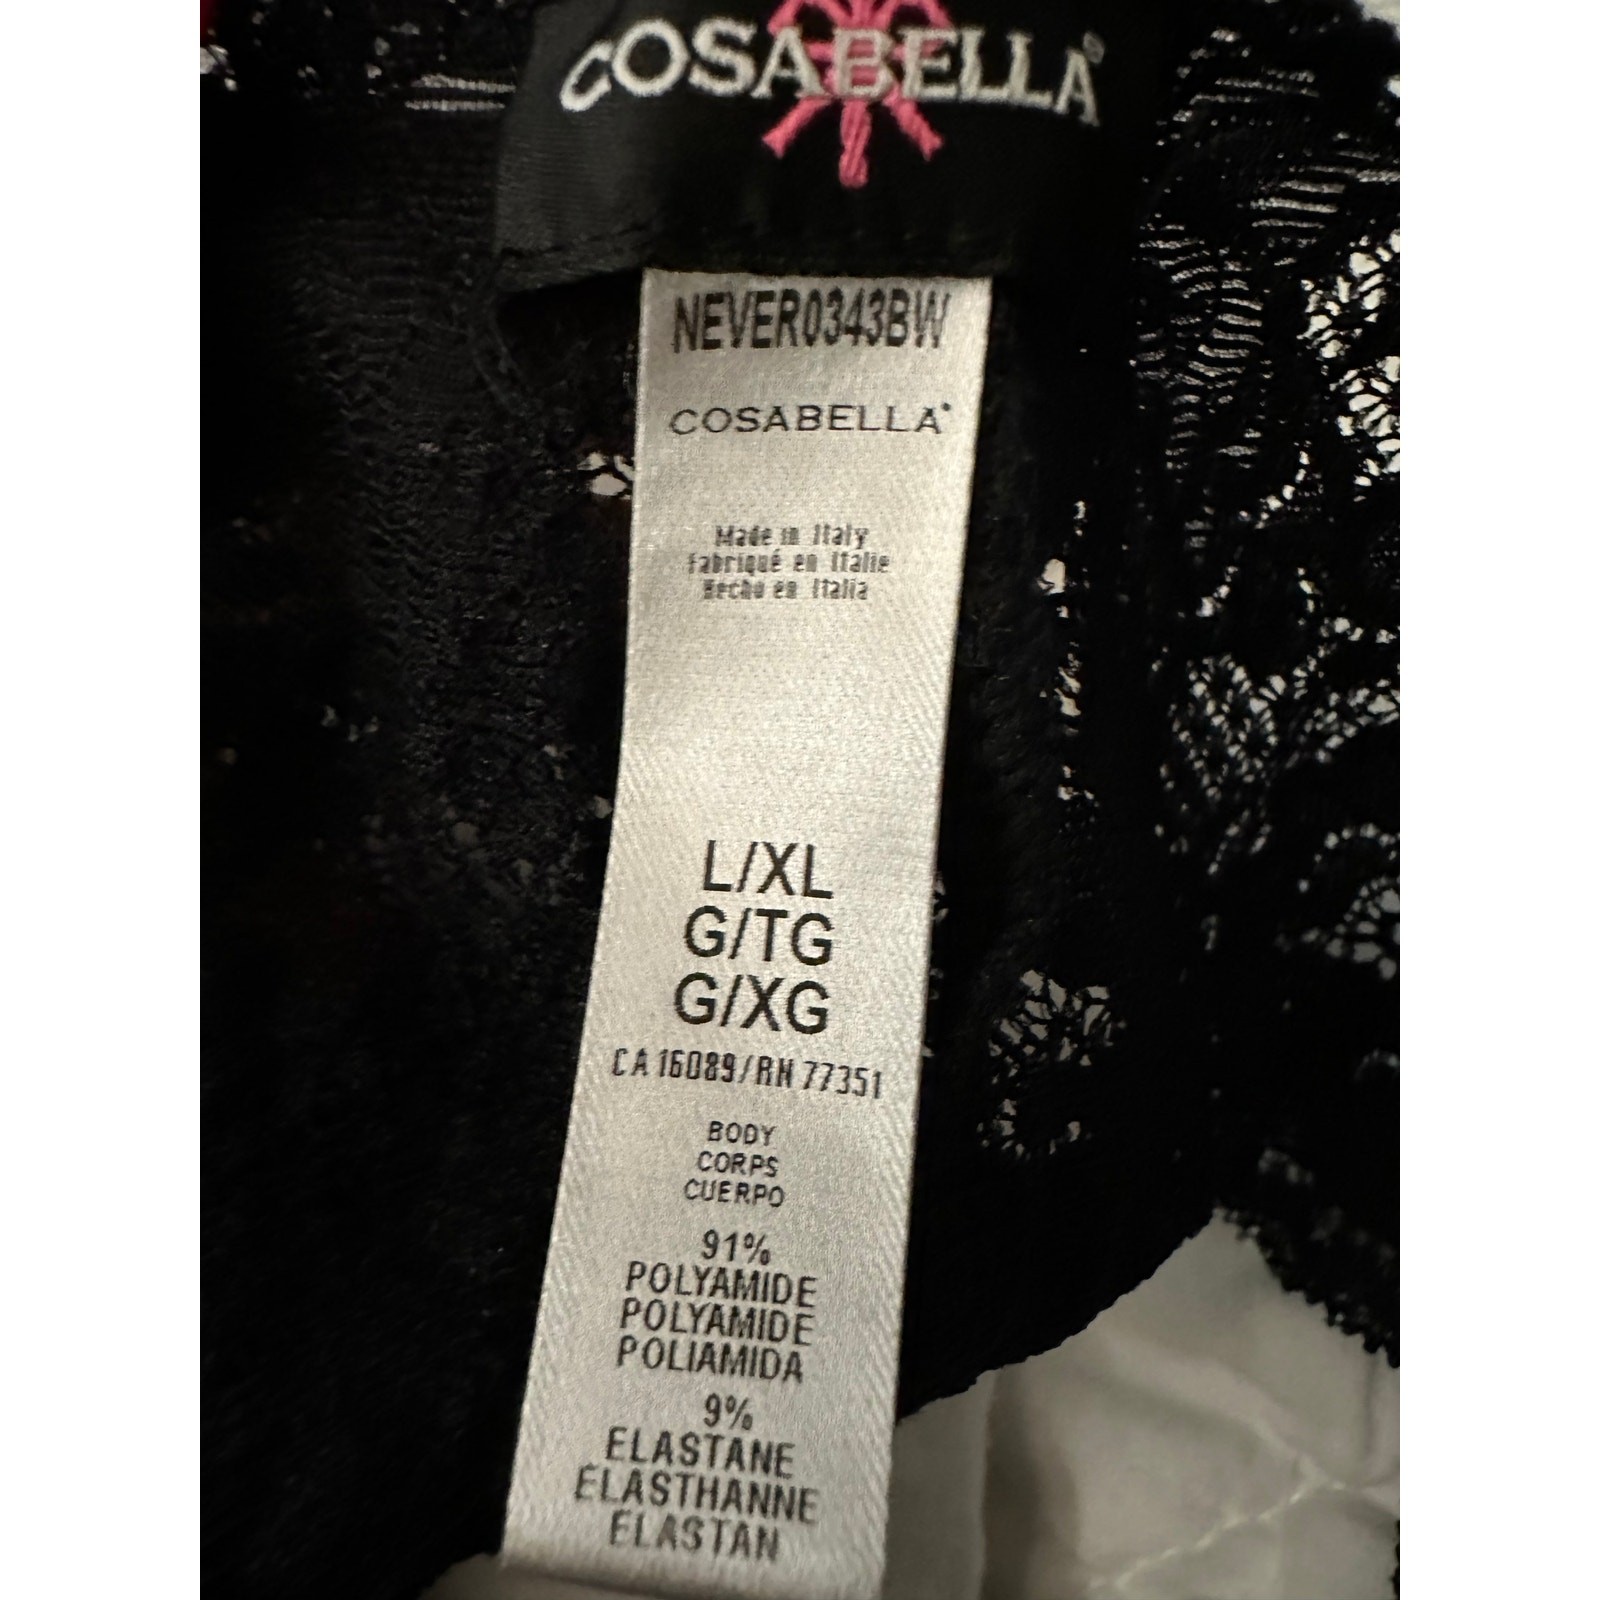 COSABELLA®
NEVER0343BW
COSABELLA®
Made in Italy
Fabriqué en Italie
Hecho en Italia
L/XL
G/TG
G/XG
CA 16089/RN 77351
BODY
CORPS
CUERPO
91%
POLYAMIDE
POLYAMIDE
POLIAMIDA
9%
ELASTANE
ÉLASTHANNE
ELASTAN